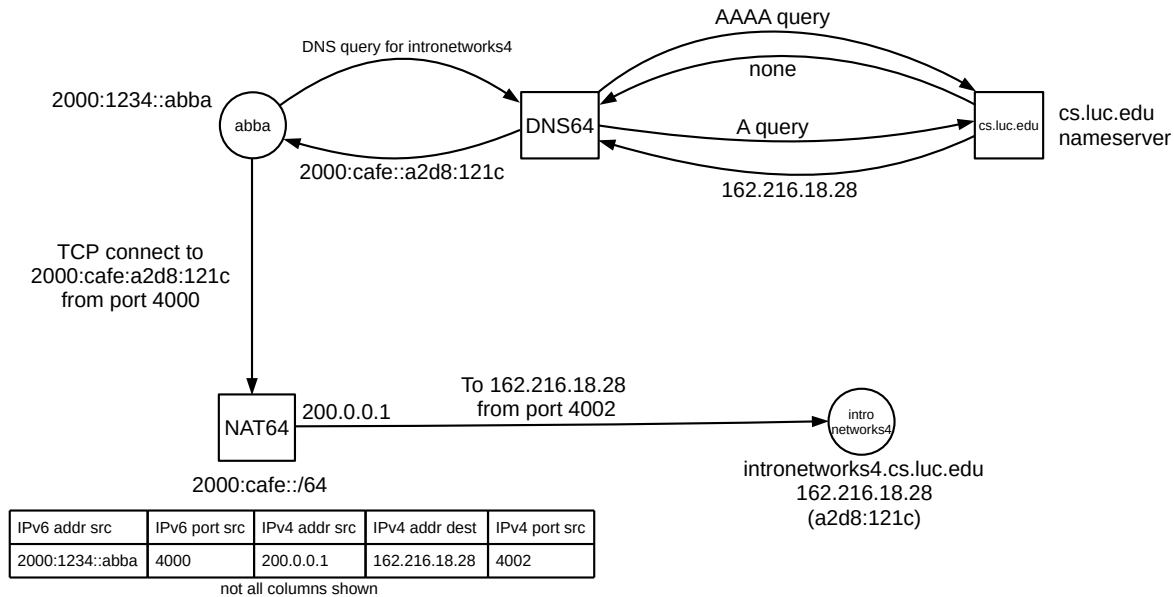 AAAA query
DNS query for intronetworks4
none
2000:1234::abba
abba
DNS64
cs.luc.edu
cs.luc.edu
nameserver
A query
2000:cafe::a2d8:121c
162.216.18.28
TCP connect to
2000:cafe:a2d8:121c
from port 4000
To 162.216.18.28
from port 4002
200.0.0.1
NAT64
intro
networks4
2000:cafe::/64
intronetworks4.cs.luc.edu
162.216.18.28
(a2d8:121c)
IPv6 addr src IPv6 port src IPv4 addr src IPv4 addr dest IPv4 port src
2000:1234::abba 4000 200.0.0.1 162.216.18.28 4002
not all columns shown